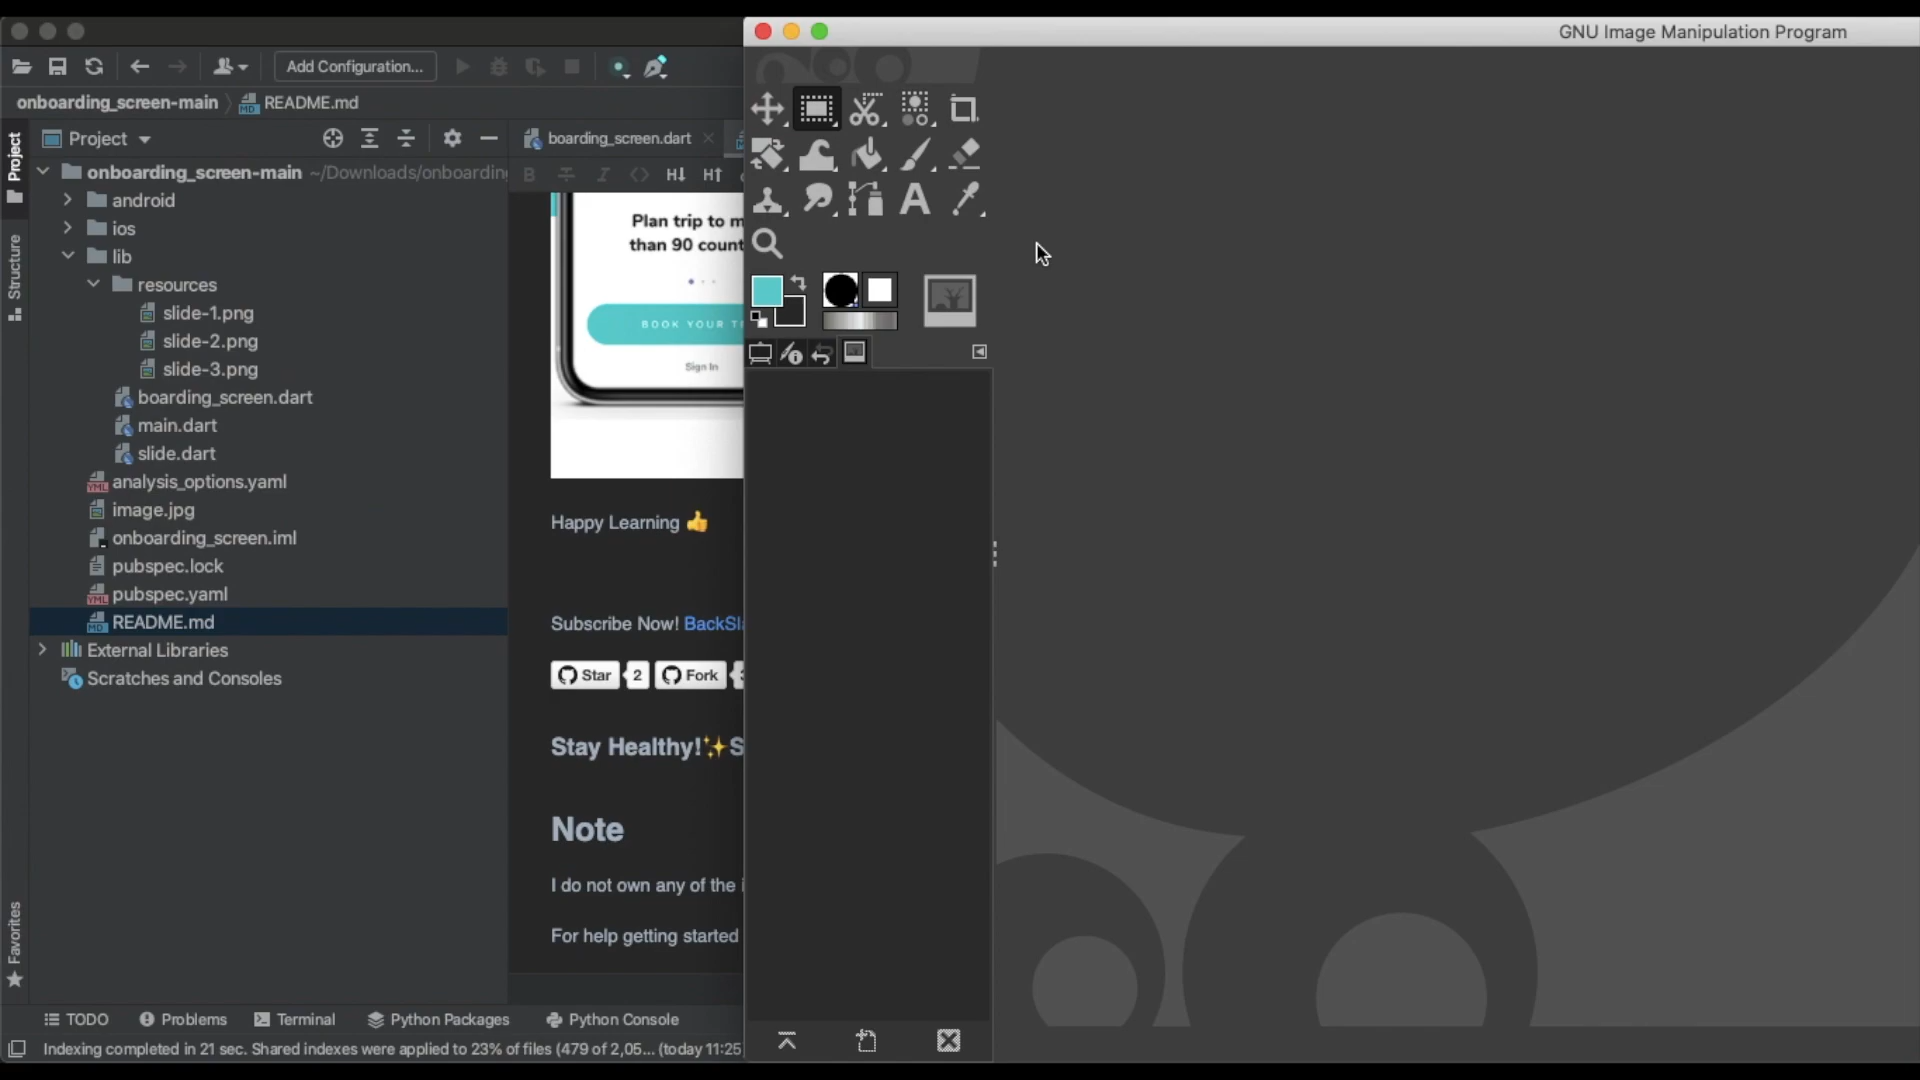 GNU Image Manipulation Program
Add Configuration...
onboarding_screen-main
README.md
Project
Project
boarding_screen.dart
onboarding_screen-main ~/Downloads/onboardin
android
ios
lib
resources
slide-1.png
slide-2.png
slide-3.png
boarding_screen.dart
main.dart
slide.dart
analysis_options.yaml
image.jpg
onboarding_screen.iml
pubspec.lock
pubspec.yaml
README.md
External Libraries
Scratches and Consoles
Structure
Favorites
B
I
H↓
H↑
Plan trip to m
than 90 count
BOOK YOUR T
Sign In
Happy Learning 👍
Subscribe Now! BackSla
Star 2 Fork
Stay Healthy!✨S
Note
I do not own any of the i
For help getting started
TODO
Problems
Terminal
Python Packages
Python Console
Indexing completed in 21 sec. Shared indexes were applied to 23% of files (479 of 2,05... (today 11:25